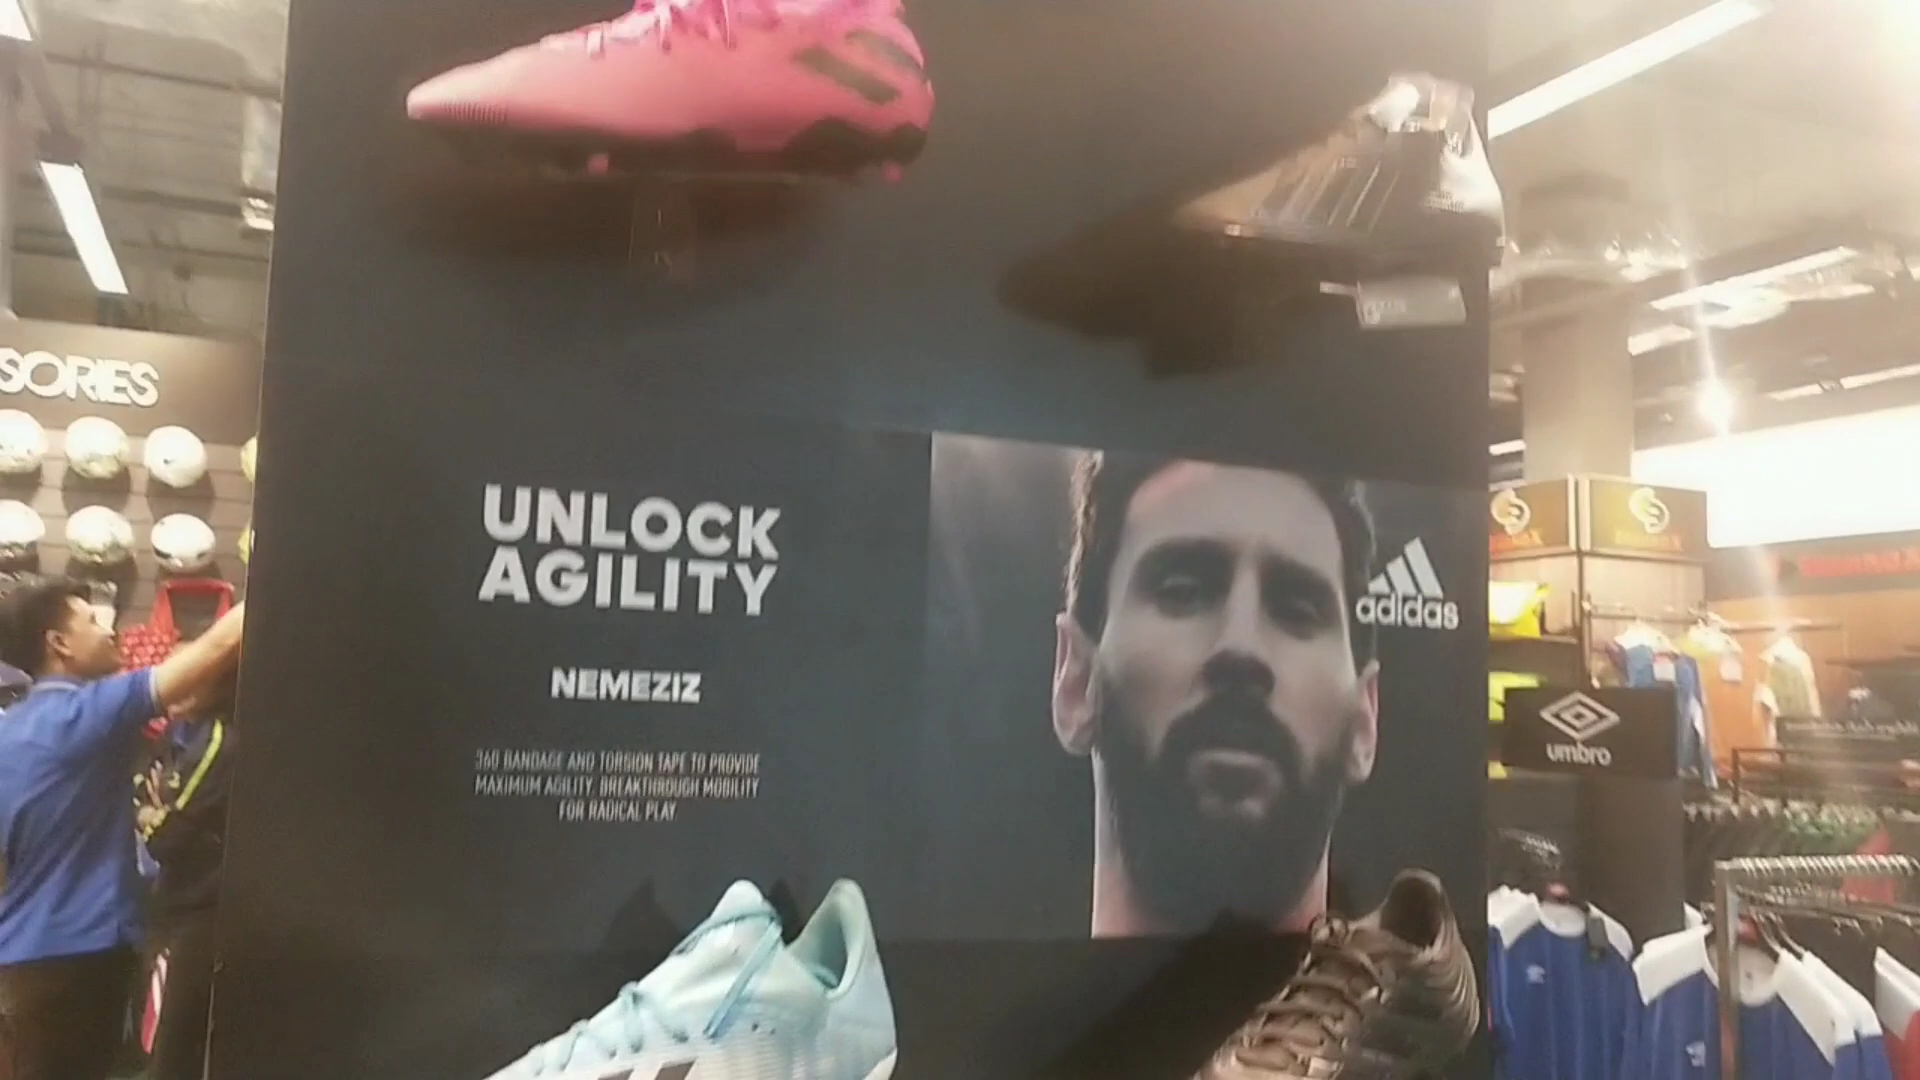 SORIES
UNLOCK
AGILITY
NEMEZIZ
360 BANDAGE AND TORSION TAPE TO PROVIDE
MAXIMUM AGILITY. BREAKTHROUGH MOBILITY
FOR RADICAL PLAY
adidas
umbro